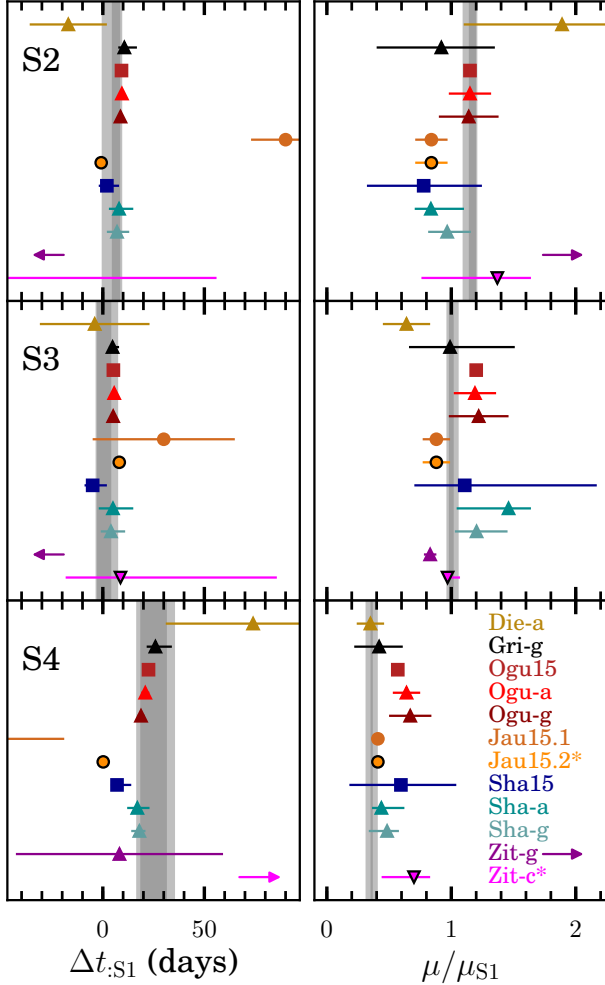 S2
S3
S4
Die-a
Gri-g
Ogu15
Ogu-a
Ogu-g
Jau15.1
Jau15.2*
Sha15
Sha-a
Sha-g
Zit-g
Zit-c*
0 50
0 1 2
Δt:S1 (days)
μ/μS1